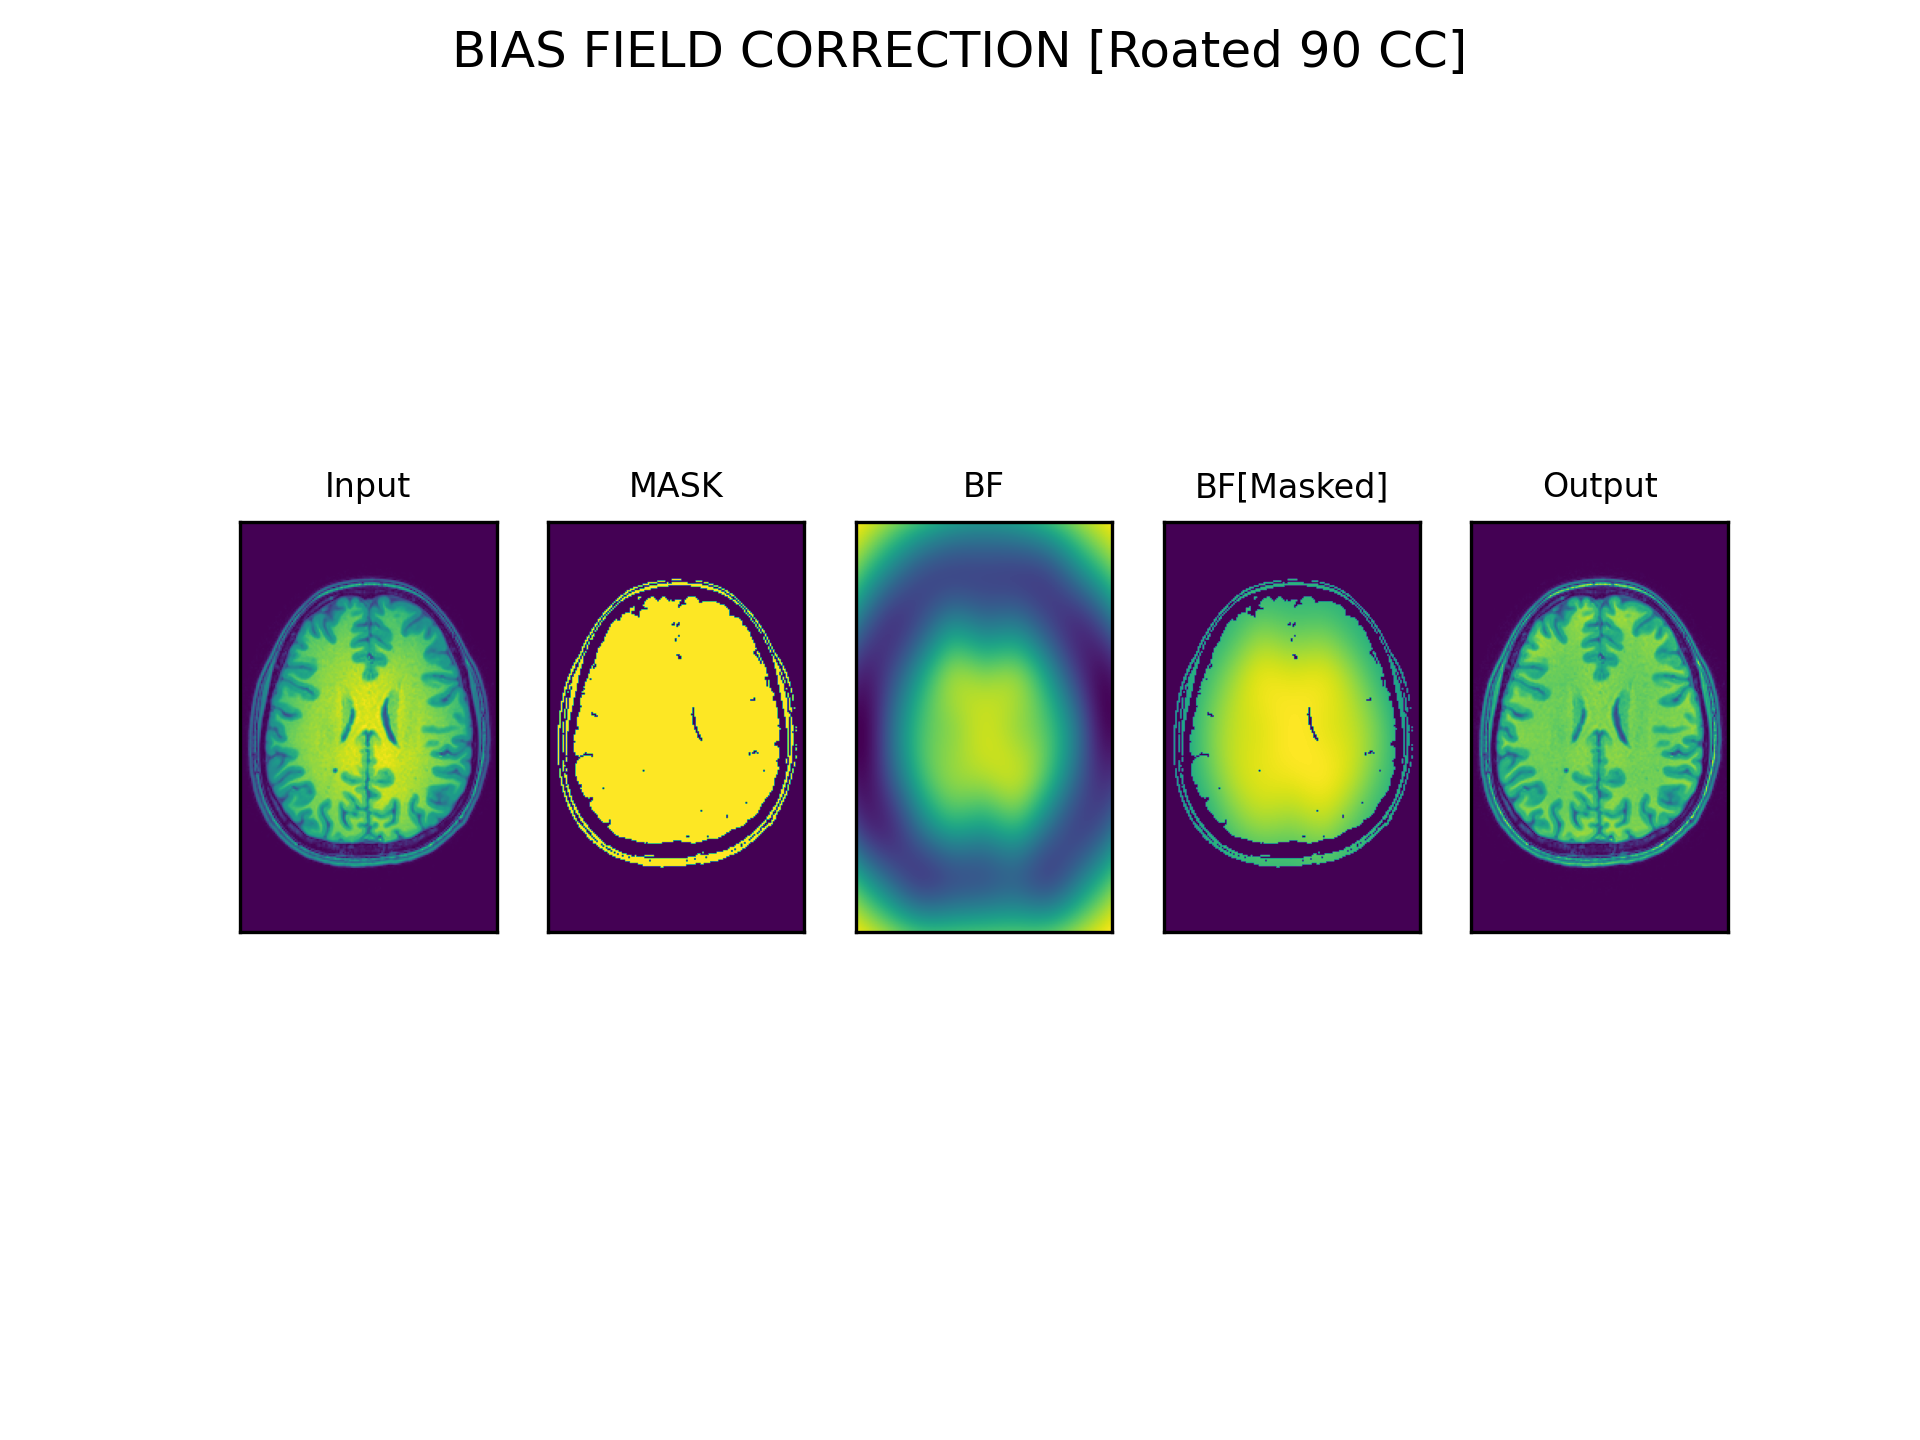 BIAS FIELD CORRECTION [Roated 90 CC]
Input
MASK
BF
BF[Masked]
Output